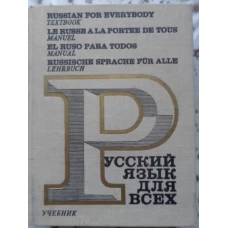 RUSSIAN FOR EVERYBODY
TEXTBOOK
LE RUSSE A LA PORTEE DE TOUS
MANUEL
EL RUSO PARA TODOS
MANUAL
RUSSISCHE SPRACHE FÜR ALLE
LEHRBUCH
РУССКИЙ
ЯЗЫК
ДЛЯ
ВСЕХ
УЧЕБНИК